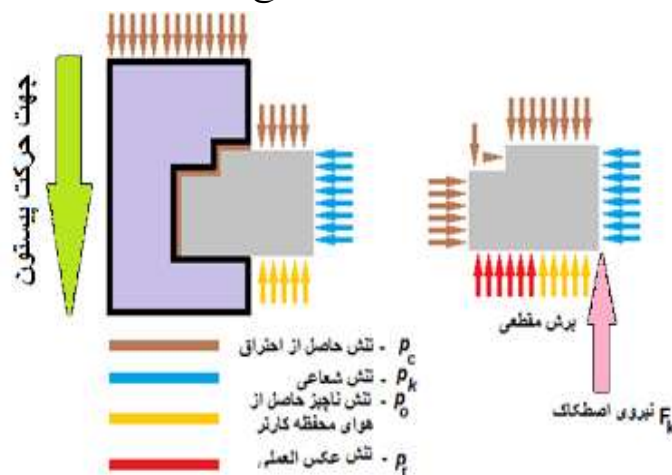 جهت حرکت پیستون
تنش حاصل از احتراق - pc
تنش شعاعی - pk
تنش ناچیز حاصل از - po
هوای محفظه کارتر
تنش عکس العملی - pr
برش مقطعی
نیروی اصطکاک Fk